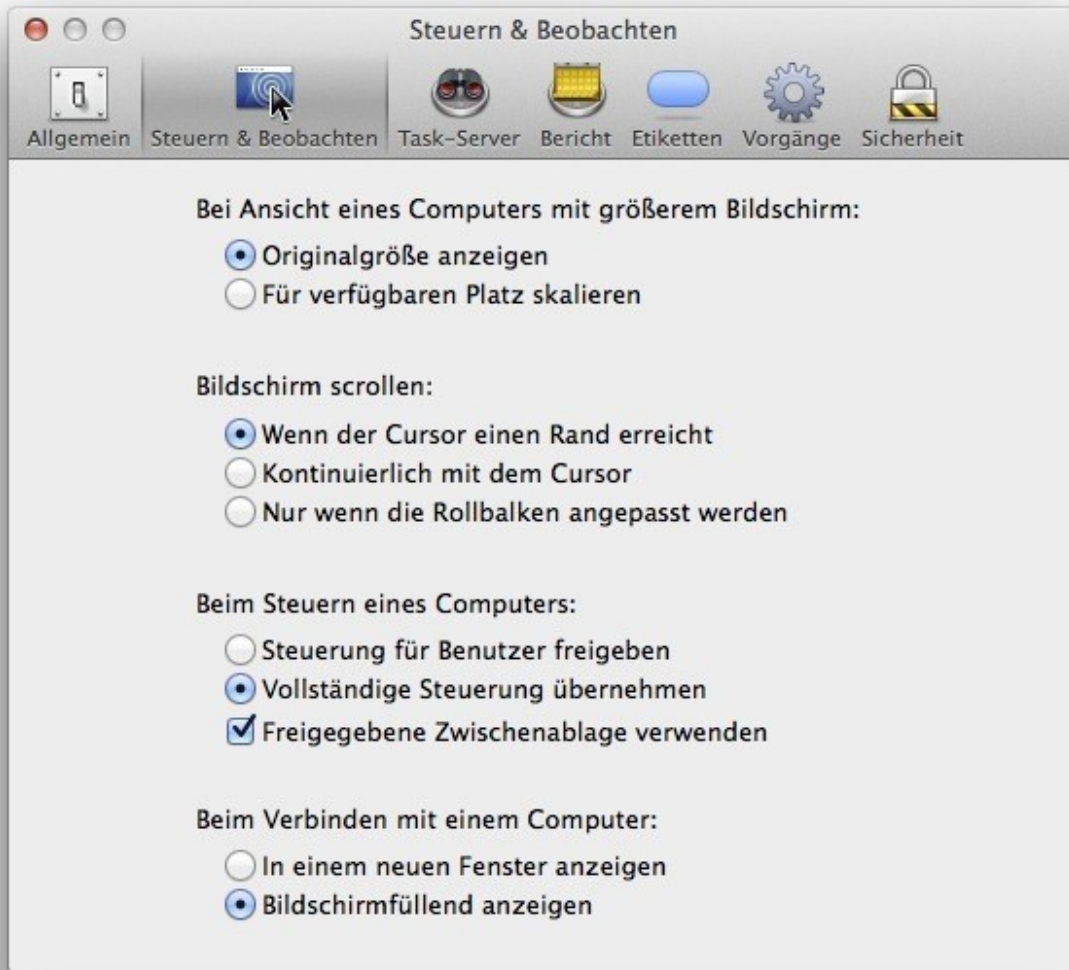 Steuern & Beobachten
Allgemein Steuern & Beobachten Task-Server Bericht Etiketten Vorgänge Sicherheit
Bei Ansicht eines Computers mit größerem Bildschirm:
Originalgröße anzeigen
Für verfügbaren Platz skalieren
Bildschirm scrollen:
Wenn der Cursor einen Rand erreicht
Kontinuierlich mit dem Cursor
Nur wenn die Rollbalken angepasst werden
Beim Steuern eines Computers:
Steuerung für Benutzer freigeben
Vollständige Steuerung übernehmen
Freigegebene Zwischenablage verwenden
Beim Verbinden mit einem Computer:
In einem neuen Fenster anzeigen
Bildschirmfüllend anzeigen